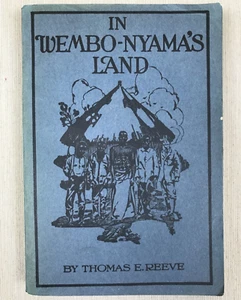 IN
WEMBO-NYAMA'S
LAND
BY THOMAS E. REEVE